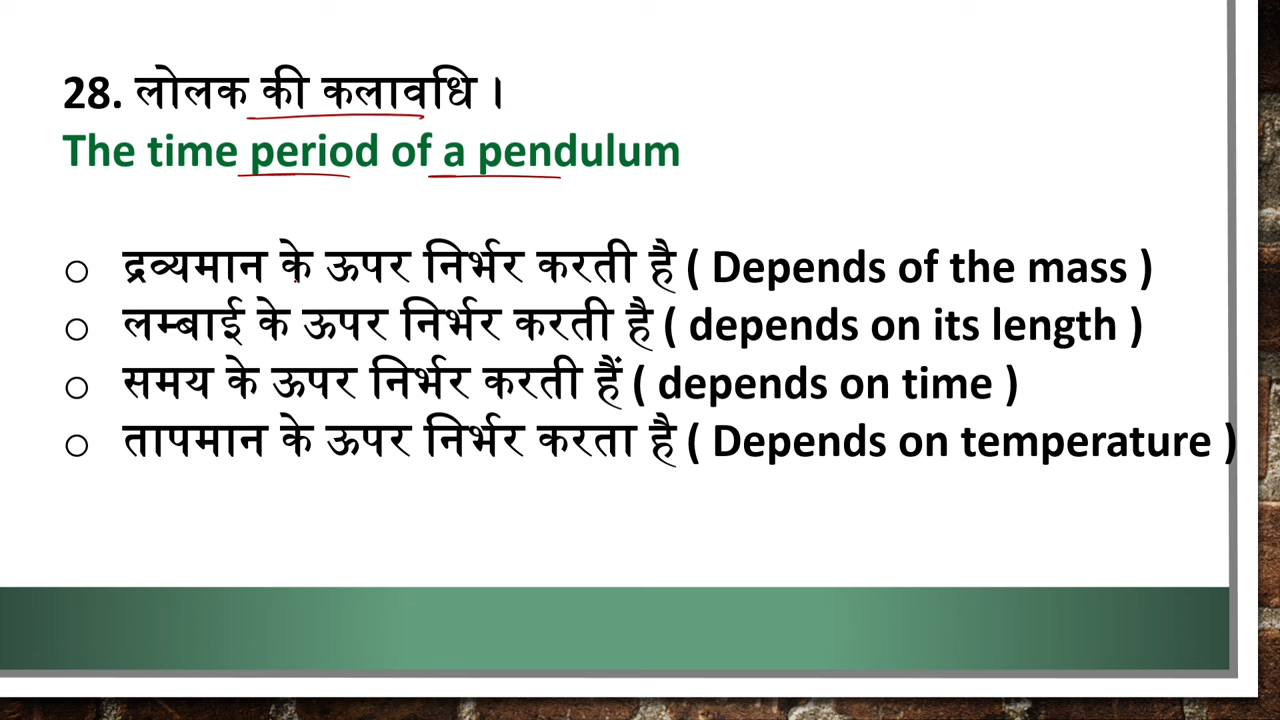 28. लोलक की कलावधि ।
The time period of a pendulum
○ द्रव्यमान के ऊपर निर्भर करती है ( Depends of the mass )
○ लम्बाई के ऊपर निर्भर करती है ( depends on its length )
○ समय के ऊपर निर्भर करती हैं ( depends on time )
○ तापमान के ऊपर निर्भर करता है ( Depends on temperature )